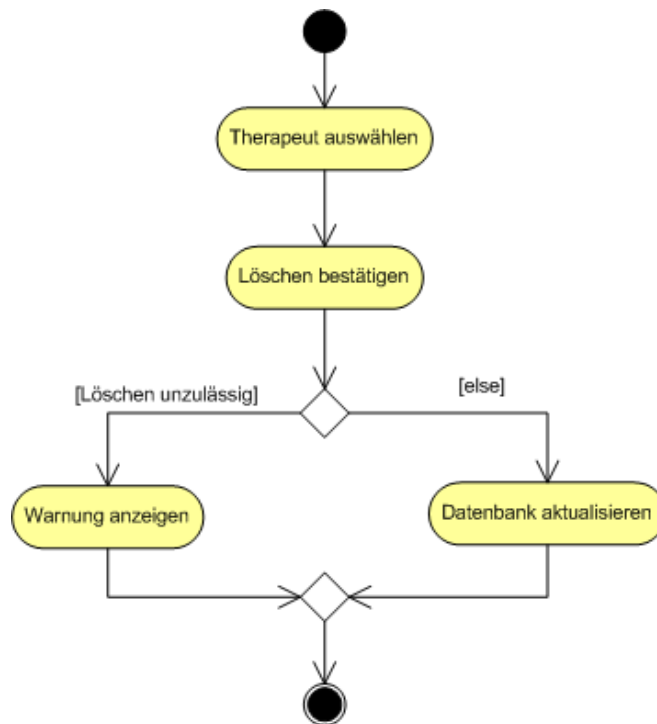 Therapeut auswählen
Löschen bestätigen
[Löschen unzulässig]
[else]
Warnung anzeigen
Datenbank aktualisieren